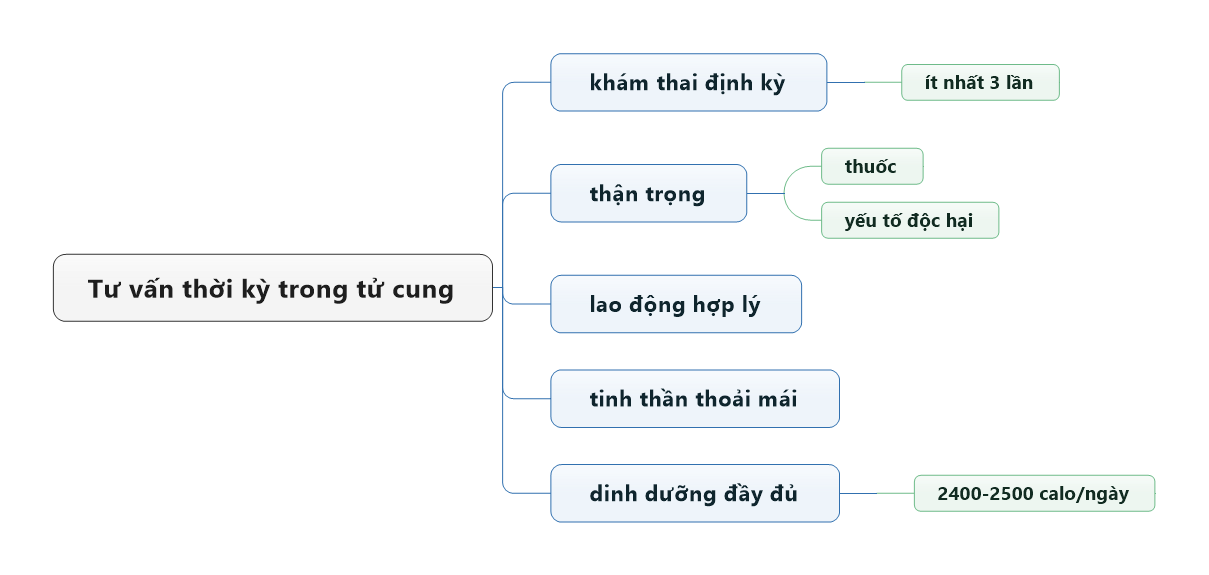 Tư vấn thời kỳ trong tử cung
khám thai định kỳ
ít nhất 3 lần
thận trọng
thuốc
yếu tố độc hại
lao động hợp lý
tinh thần thoải mái
dinh dưỡng đầy đủ
2400-2500 calo/ngày